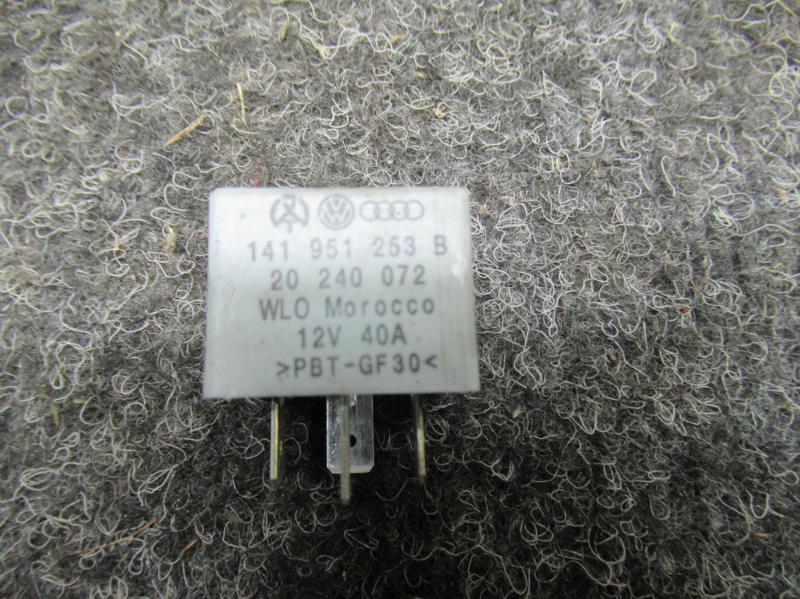 141 951 253 B
20 240 072
WLO Morocco
12V 40A
>PBT-GF30<